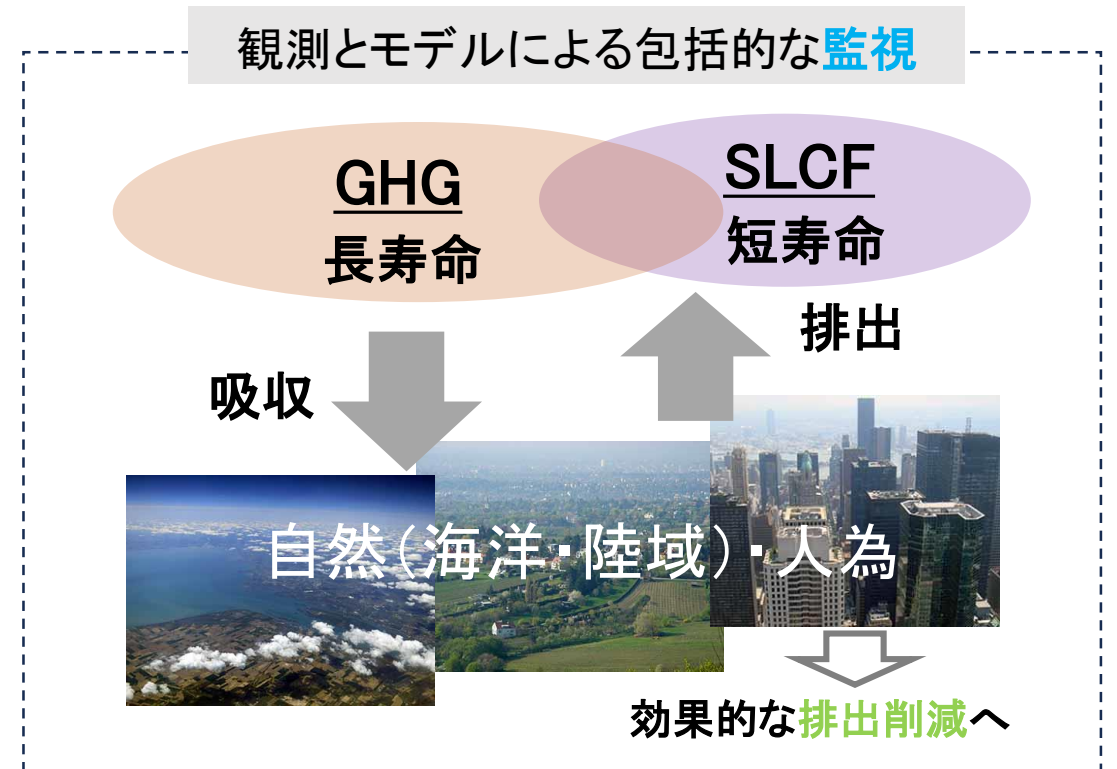 観測とモデルによる包括的な監視
GHG
長寿命
SLCF
短寿命
排出
吸収
自然（海洋・陸域）・人為
効果的な排出削減へ